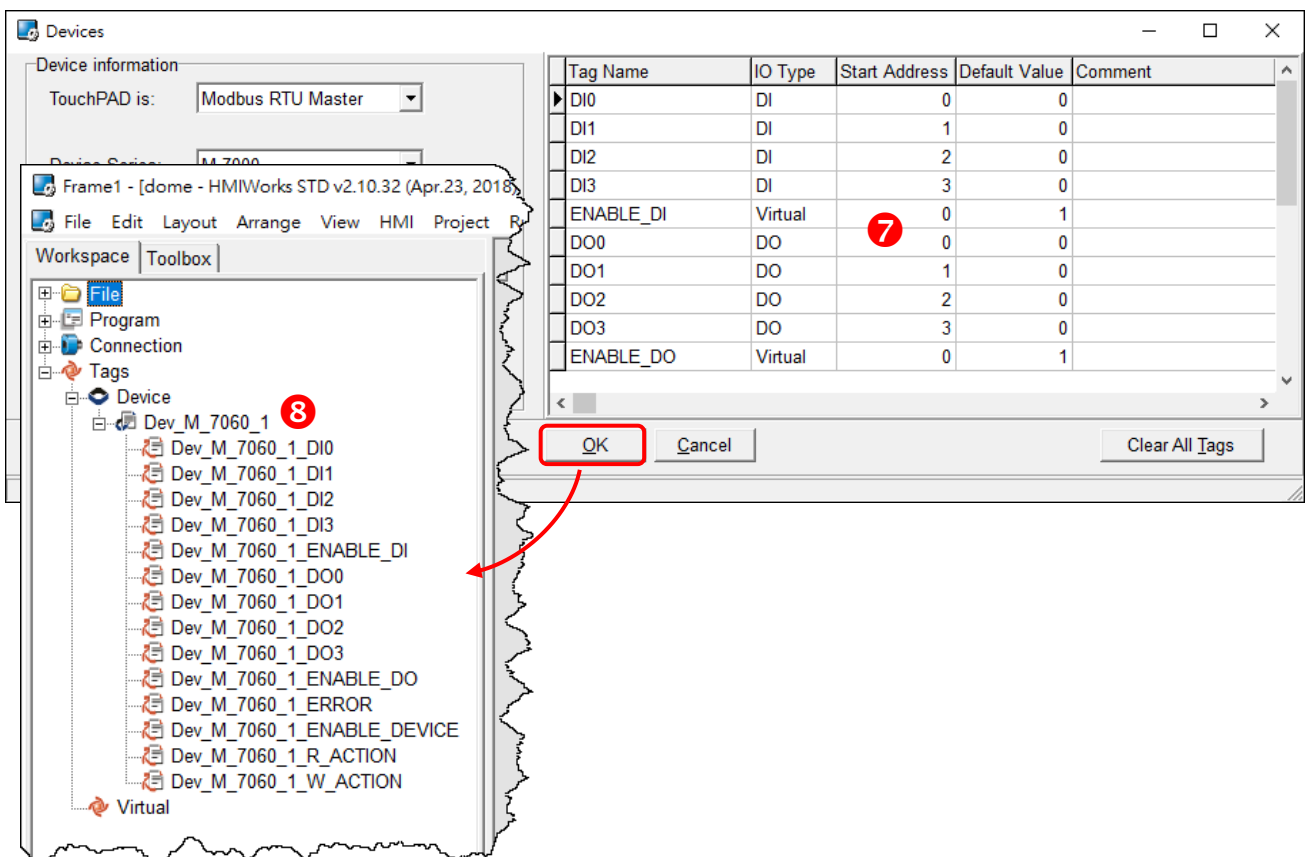 Devices
Device information
TouchPAD is: Modbus RTU Master
Tag Name IO Type Start Address Default Value Comment
DI0 DI 0 0
DI1 DI 1 0
DI2 DI 2 0
DI3 DI 3 0
ENABLE_DI Virtual 0 1
DO0 DO 0 0
DO1 DO 1 0
DO2 DO 2 0
DO3 DO 3 0
ENABLE_DO Virtual 0 1
7
OK Cancel Clear All Tags
Frame1 - [dome - HMIWorks STD v2.10.32 (Apr.23, 2018)
File Edit Layout Arrange View HMI Project
Workspace Toolbox
File
Program
Connection
Tags
Device
Dev_M_7060_1 8
Dev_M_7060_1_DI0
Dev_M_7060_1_DI1
Dev_M_7060_1_DI2
Dev_M_7060_1_DI3
Dev_M_7060_1_ENABLE_DI
Dev_M_7060_1_DO0
Dev_M_7060_1_DO1
Dev_M_7060_1_DO2
Dev_M_7060_1_DO3
Dev_M_7060_1_ENABLE_DO
Dev_M_7060_1_ERROR
Dev_M_7060_1_ENABLE_DEVICE
Dev_M_7060_1_R_ACTION
Dev_M_7060_1_W_ACTION
Virtual